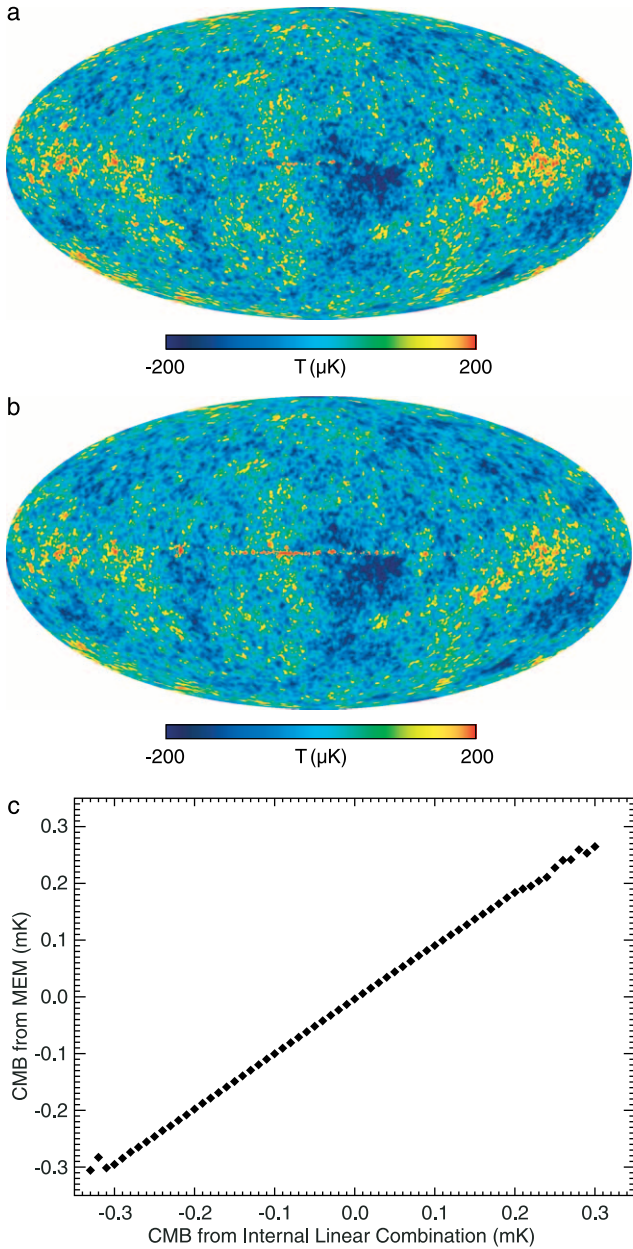 a
-200 T (μK) 200
b
-200 T (μK) 200
c
0.3
0.2
0.1
0.0
-0.1
-0.2
-0.3
CMB from MEM (mK)
-0.3 -0.2 -0.1 0.0 0.1 0.2 0.3
CMB from Internal Linear Combination (mK)